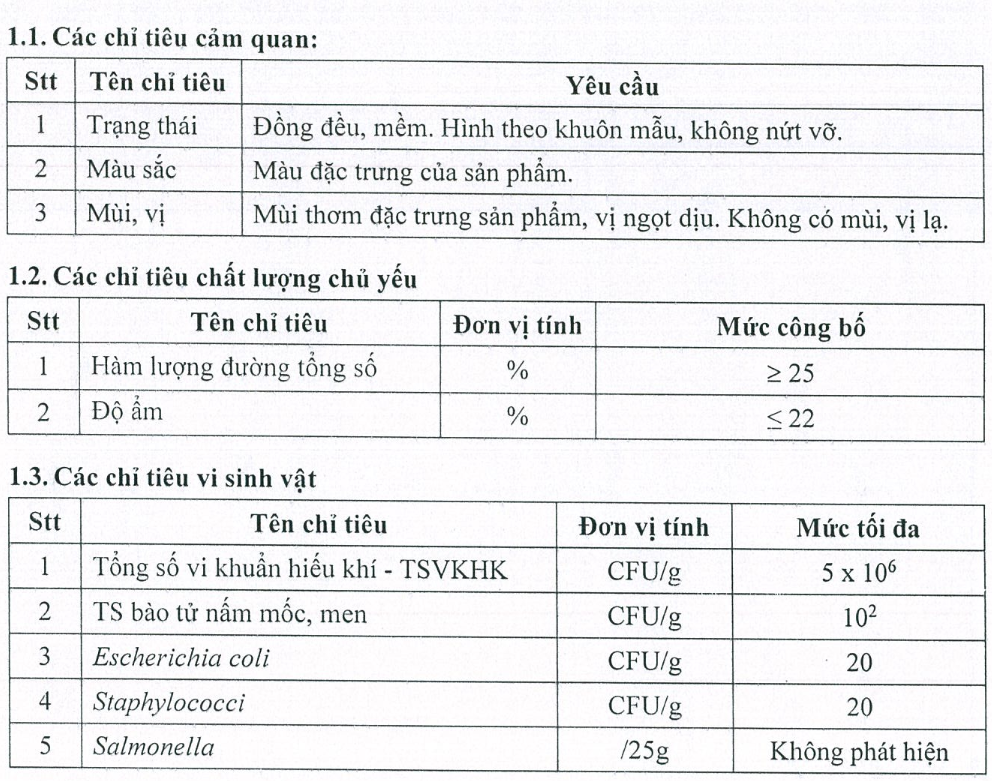 1.1. Các chỉ tiêu cảm quan:
Stt Tên chỉ tiêu Yêu cầu
1 Trạng thái Đồng đều, mềm. Hình theo khuôn mẫu, không nứt vỡ.
2 Màu sắc Màu đặc trưng của sản phẩm.
3 Mùi, vị Mùi thơm đặc trưng sản phẩm, vị ngọt dịu. Không có mùi, vị lạ.
1.2. Các chỉ tiêu chất lượng chủ yếu
Stt Tên chỉ tiêu Đơn vị tính Mức công bố
1 Hàm lượng đường tổng số % ≥ 25
2 Độ ẩm % ≤ 22
1.3. Các chỉ tiêu vi sinh vật
Stt Tên chỉ tiêu Đơn vị tính Mức tối đa
1 Tổng số vi khuẩn hiếu khí - TSVKHK CFU/g 5 x 10⁶
2 TS bào tử nấm mốc, men CFU/g 10²
3 Escherichia coli CFU/g 20
4 Staphylococci CFU/g 20
5 Salmonella /25g Không phát hiện